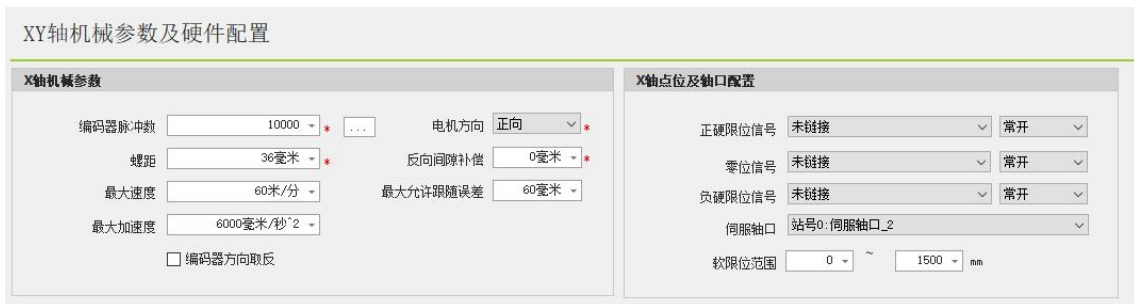 XY轴机械参数及硬件配置
X轴机械参数
编码器脉冲数 10000 * ... 电机方向 正向 *
螺距 36毫米 * 反向间隙补偿 0毫米 *
最大速度 60米/分 最大允许跟随误差 60毫米
最大加速度 6000毫米/秒^2
编码器方向取反
X轴点位及轴口配置
正硬限位信号 未链接 常开
零位信号 未链接 常开
负硬限位信号 未链接 常开
伺服轴口 站号0:伺服轴口_2
软限位范围 0 ~ 1500 mm